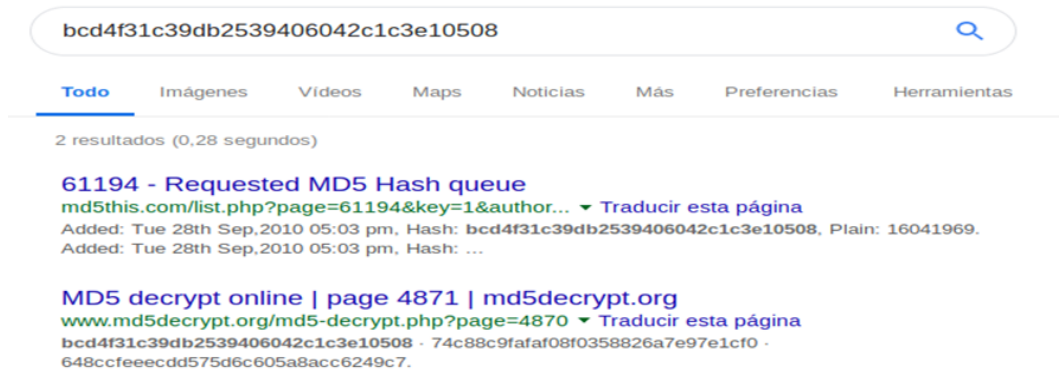 bcd4f31c39db2539406042c1c3e10508
Todo Imágenes Vídeos Maps Noticias Más Preferencias Herramientas
2 resultados (0,28 segundos)
61194 - Requested MD5 Hash queue
md5this.com/list.php?page=61194&key=1&author... Traducir esta página
Added: Tue 28th Sep,2010 05:03 pm, Hash: bcd4f31c39db2539406042c1c3e10508, Plain: 16041969.
Added: Tue 28th Sep,2010 05:03 pm, Hash: ...
MD5 decrypt online | page 4871 | md5decrypt.org
www.md5decrypt.org/md5-decrypt.php?page=4870 Traducir esta página
bcd4f31c39db2539406042c1c3e10508 · 74c88c9fafaf08f0358826a7e97e1cf0 ·
648ccfeeecdd575d6c605a8acc6249c7.